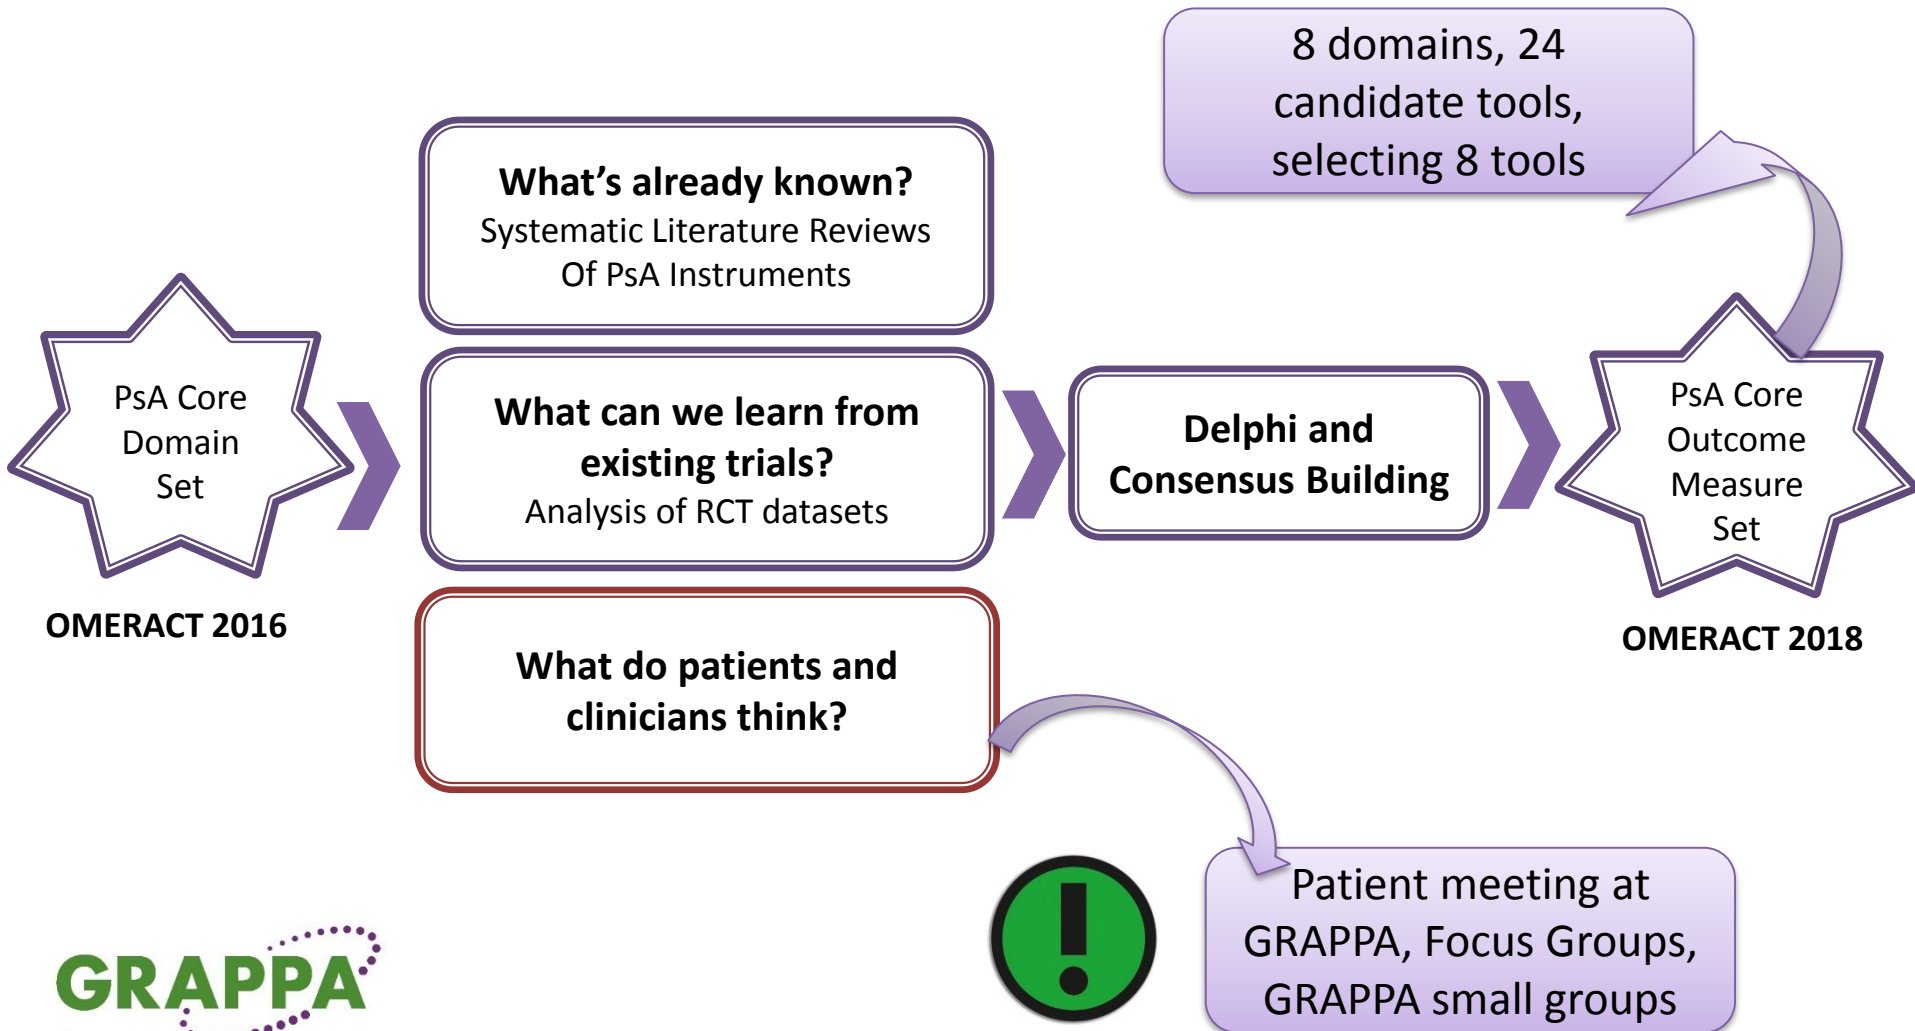 8 domains, 24
candidate tools,
selecting 8 tools
What's already known?
Systematic Literature Reviews
Of PsA Instruments
PsA Core
Domain
Set
OMERACT 2016
What can we learn from
existing trials?
Analysis of RCT datasets
Delphi and
Consensus Building
PsA Core
Outcome
Measure
Set
OMERACT 2018
What do patients and
clinicians think?
Patient meeting at
GRAPPA, Focus Groups,
GRAPPA small groups
GRAPPA